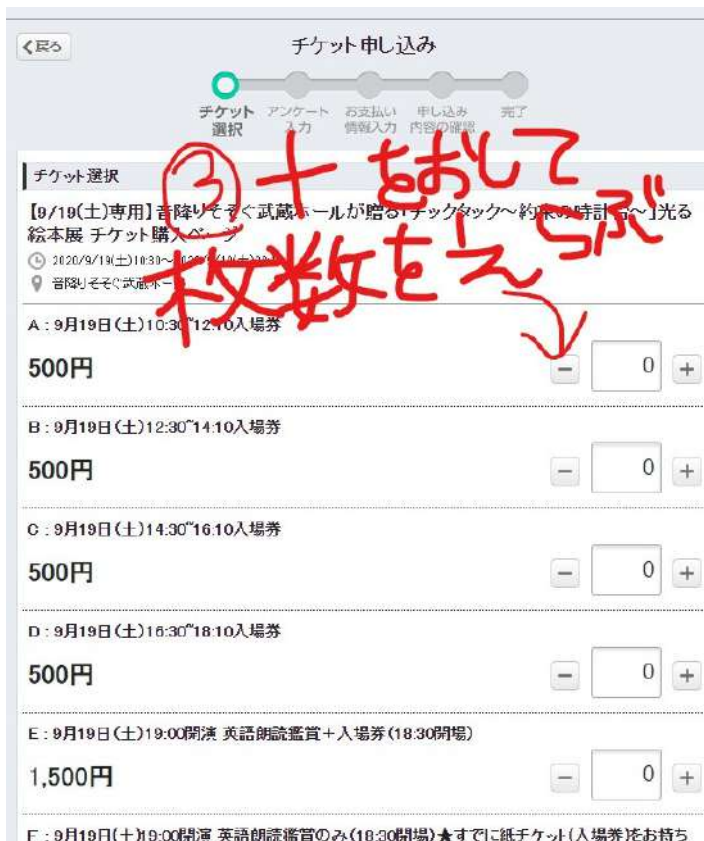 戻る
チケット申し込み
チケット 選択
アンケート 入力
お支払い 情報入力
申し込み 内容の確認
完了
チケット選択
③ 十をおして
枚数をえらぶ
【9/19(土)専用】音降りそそぐ武蔵ホールが贈る「チックタック~約束の時計台~」光る
絵本展 チケット購入ページ
2020/9/19(土)10:30~
音降りそそぐ武蔵ホール
A:9月19日(土)10:30~12:10入場券
500円
- 0 +
B:9月19日(土)12:30~14:10入場券
500円
- 0 +
C:9月19日(土)14:30~16:10入場券
500円
- 0 +
D:9月19日(土)16:30~18:10入場券
500円
- 0 +
E:9月19日(土)19:00開演 英語朗読鑑賞+入場券(18:30開場)
1,500円
- 0 +
F:9月19日(土)19:00開演 英語朗読鑑賞のみ(18:30開場)★すでに紙チケット(入場券)をお持ち